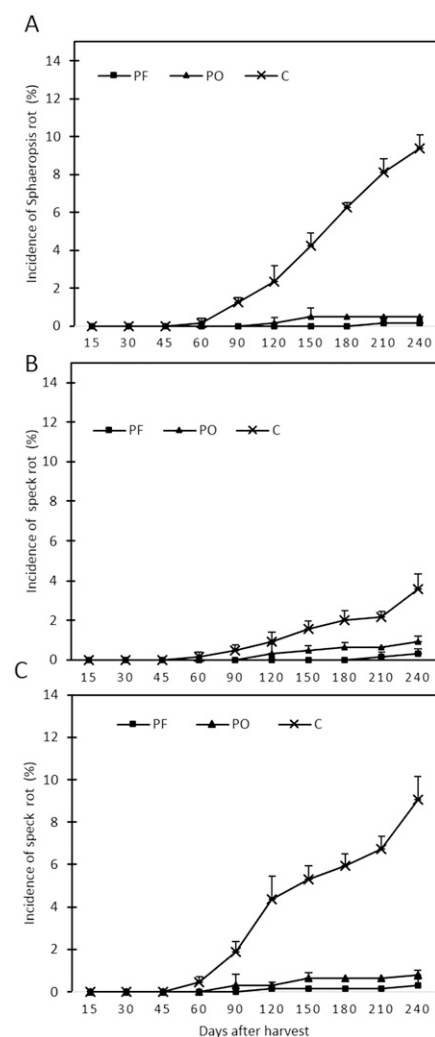 A
14
PF PO C
12
10
8
6
4
2
0
Incidence of Sphaeropsis rot (%)
15 30 45 60 90 120 150 180 210 240
B
14
12
PF PO C
10
8
6
4
2
0
Incidence of speck rot (%)
15 30 45 60 90 120 150 180 210 240
C
14
PF PO C
12
10
8
6
4
2
0
Incidence of speck rot (%)
15 30 45 60 90 120 150 180 210 240
Days after harvest